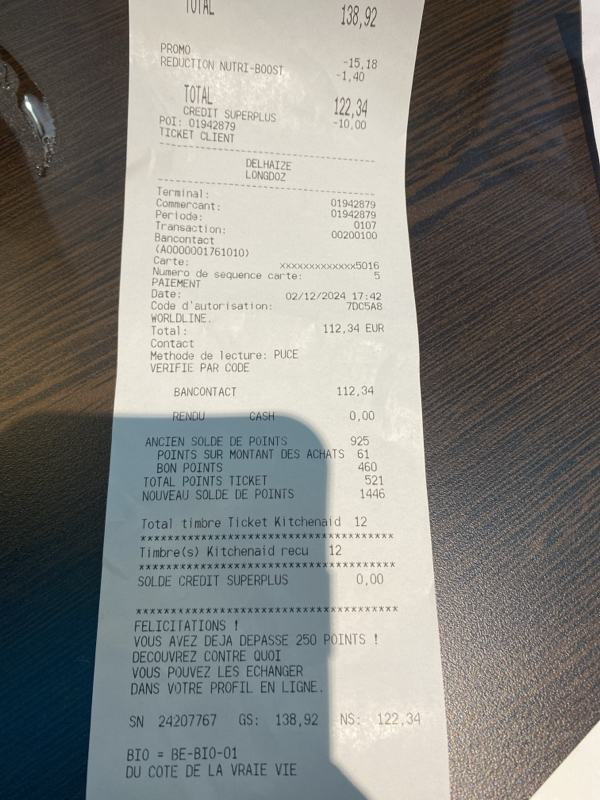 TOTAL 138,92
PROMO -15,18
REDUCTION NUTRI-BOOST -1,40
TOTAL 122,34
CREDIT SUPERPLUS -10,00
POI: 01942879
TICKET CLIENT
--------------------------------
DELHAIZE
LONGDOZ
--------------------------------
Terminal: 01942879
Commercant: 01942879
Periode: 0107
Transaction: 00200100
Bancontact
(A0000001761010)
Carte: xxxxxxxxxxxxx5016
Numero de sequence carte: 5
PAIEMENT
Date: 02/12/2024 17:42
Code d'autorisation: 7DC5A8
WORLDLINE.
Total: 112,34 EUR
Contact
Methode de lecture: PUCE
VERIFIE PAR CODE
BANCONTACT 112,34
RENDU CASH 0,00
ANCIEN SOLDE DE POINTS 925
POINTS SUR MONTANT DES ACHATS 61
BON POINTS 460
TOTAL POINTS TICKET 521
NOUVEAU SOLDE DE POINTS 1446
Total timbre Ticket Kitchenaid 12
**************************************
Timbre(s) Kitchenaid recu 12
**************************************
SOLDE CREDIT SUPERPLUS 0,00
**************************************
FELICITATIONS !
VOUS AVEZ DEJA DEPASSE 250 POINTS !
DECOUVREZ CONTRE QUOI
VOUS POUVEZ LES ECHANGER
DANS VOTRE PROFIL EN LIGNE.
SN 24207767 GS: 138,92 NS: 122,34
BIO = BE-BIO-01
DU COTE DE LA VRAIE VIE